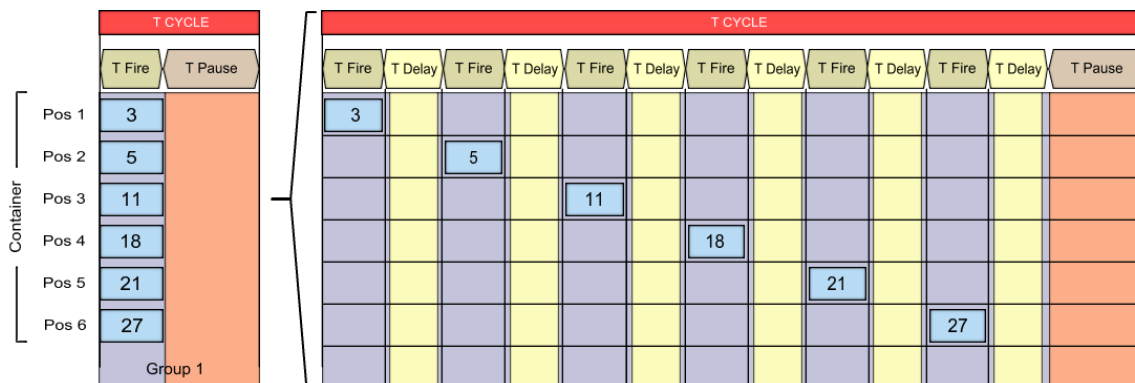 T CYCLE
T CYCLE
T Fire T Pause
T Fire T Delay T Fire T Delay T Fire T Delay T Fire T Delay T Fire T Delay T Fire T Delay T Pause
Container
Pos 1 3 3
Pos 2 5 5
Pos 3 11 11
Pos 4 18 18
Pos 5 21 21
Pos 6 27 27
Group 1